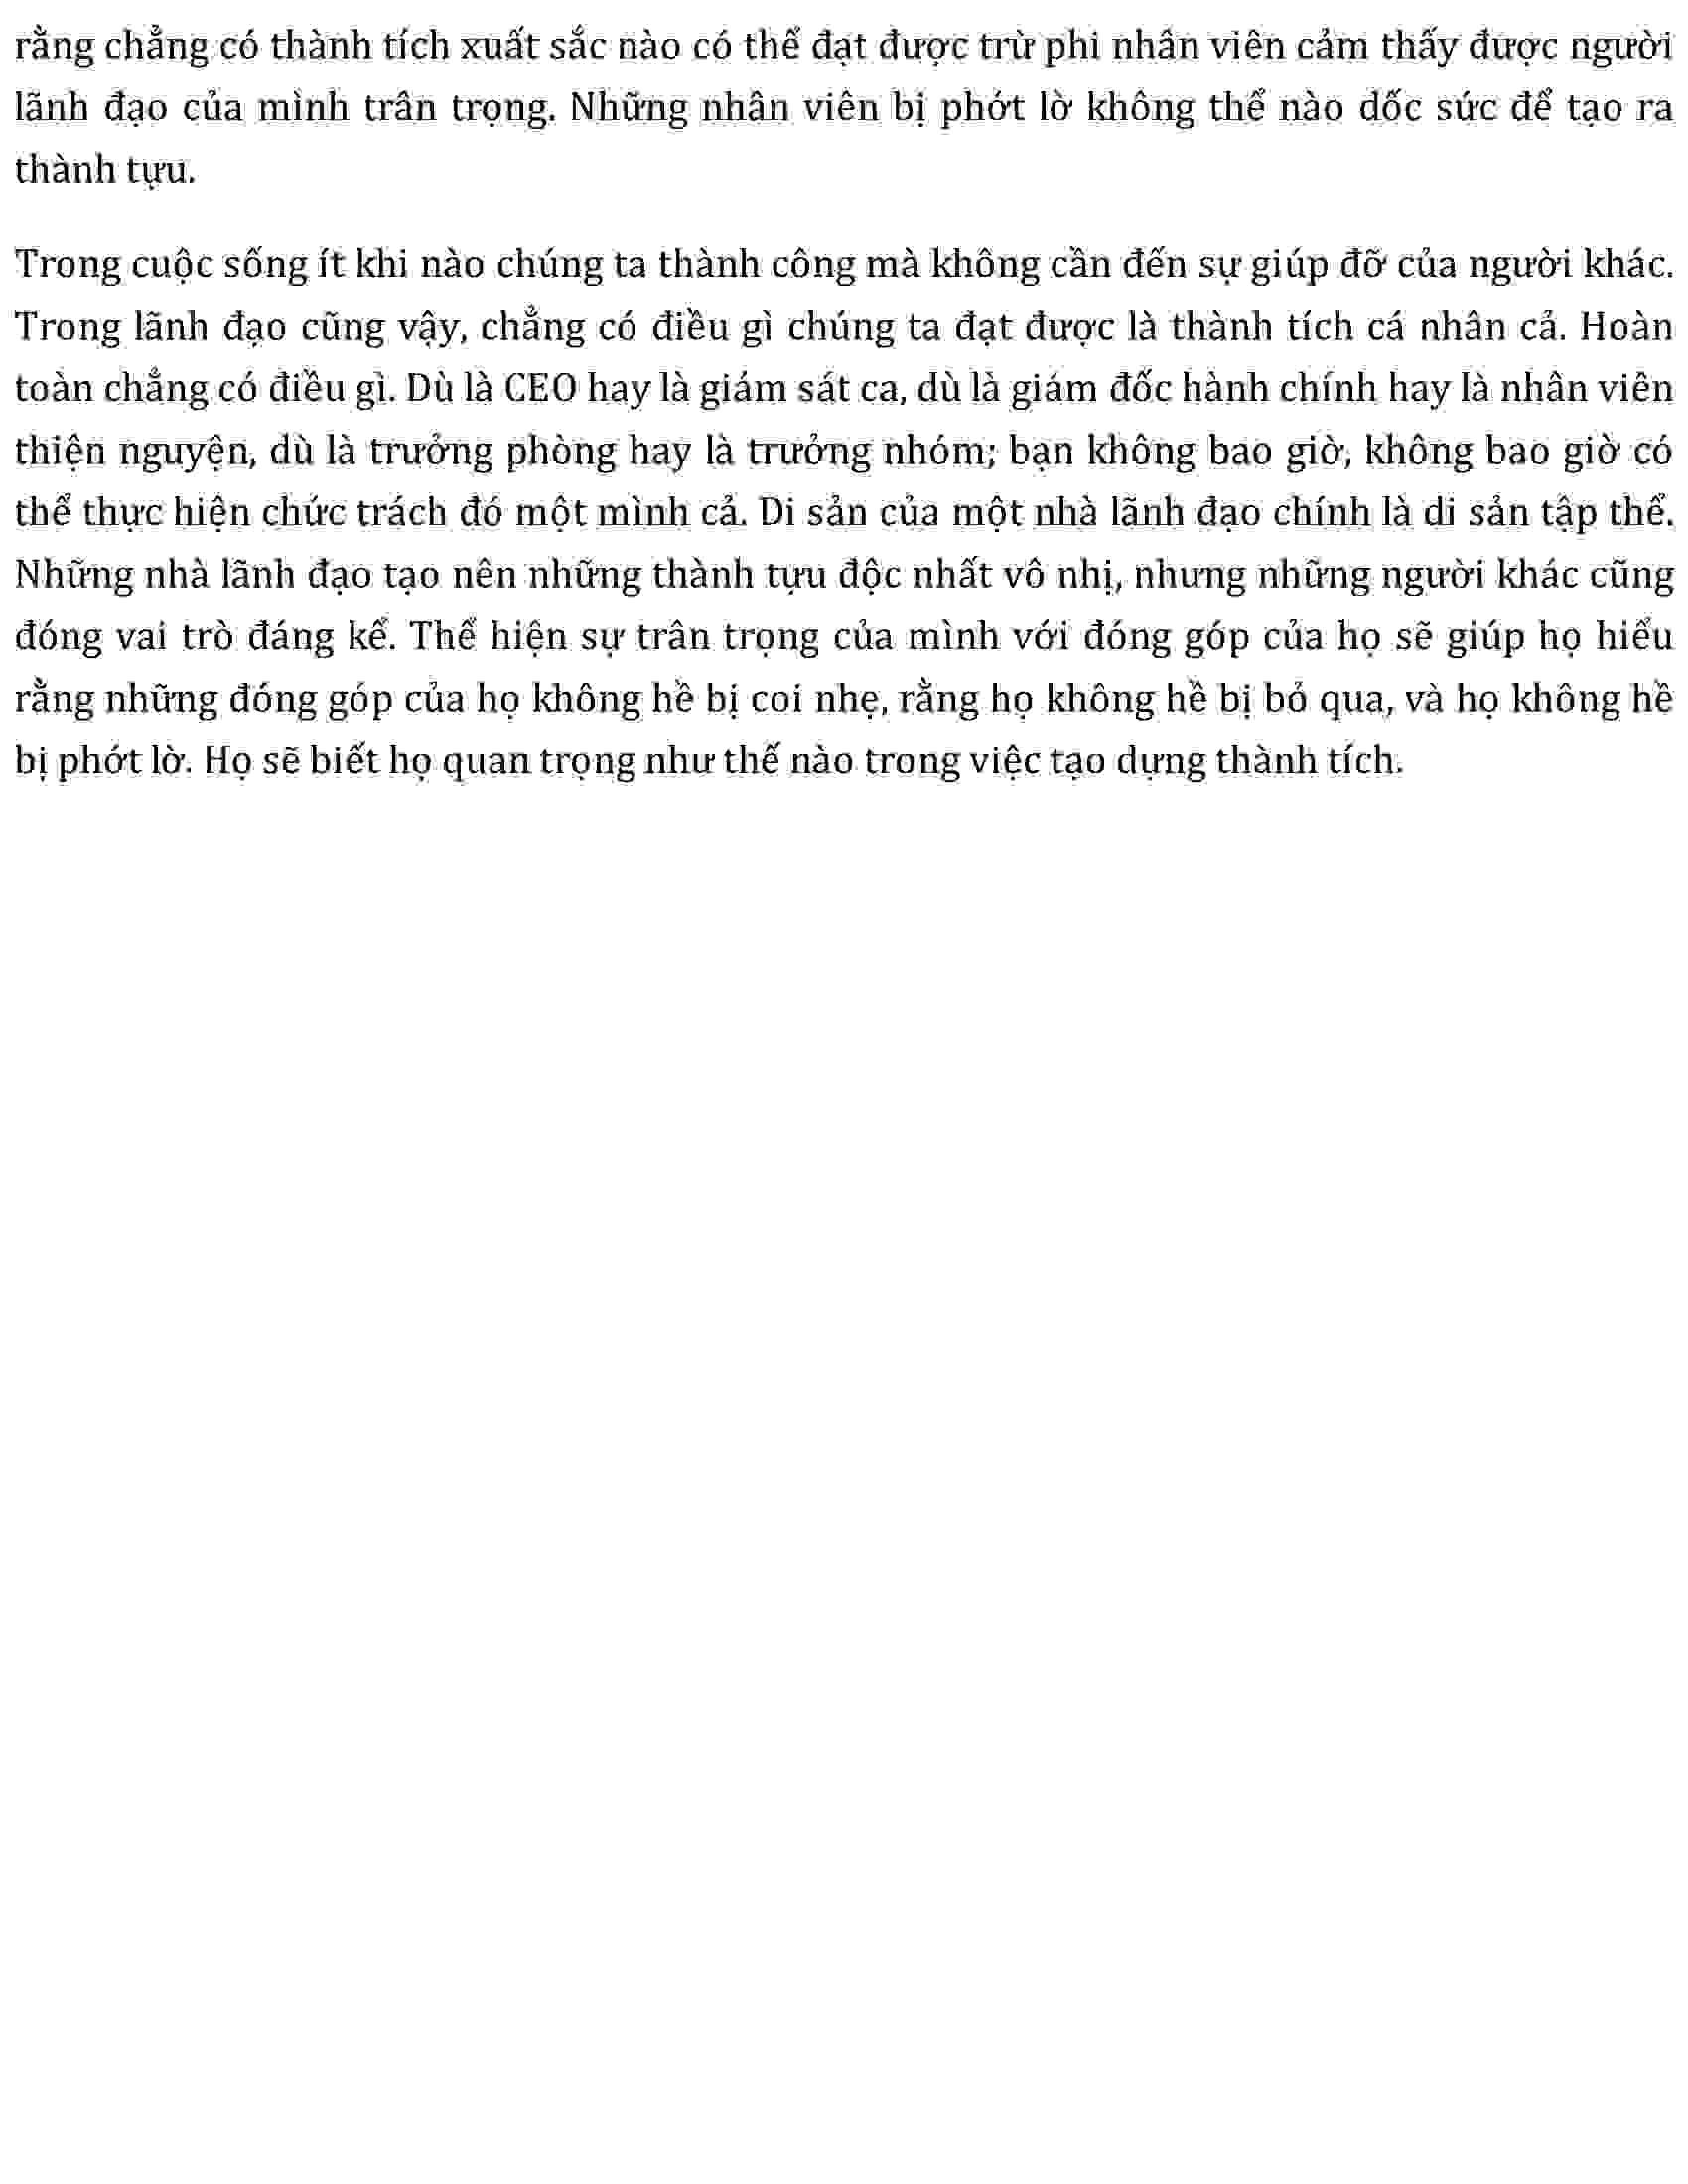 rằng chẳng có thành tích xuất sắc nào có thể đạt được trừ phi nhân viên cảm thấy được người
lãnh đạo của mình trân trọng. Những nhân viên bị phớt lờ không thể nào dốc sức để tạo ra
thành tựu.
Trong cuộc sống ít khi nào chúng ta thành công mà không cần đến sự giúp đỡ của người khác.
Trong lãnh đạo cũng vậy, chẳng có điều gì chúng ta đạt được là thành tích cá nhân cả. Hoàn
toàn chẳng có điều gì. Dù là CEO hay là giám sát ca, dù là giám đốc hành chính hay là nhân viên
thiện nguyện, dù là trưởng phòng hay là trưởng nhóm; bạn không bao giờ, không bao giờ có
thể thực hiện chức trách đó một mình cả. Di sản của một nhà lãnh đạo chính là di sản tập thể.
Những nhà lãnh đạo tạo nên những thành tựu độc nhất vô nhị, nhưng những người khác cũng
đóng vai trò đáng kể. Thể hiện sự trân trọng của mình với đóng góp của họ sẽ giúp họ hiểu
rằng những đóng góp của họ không hề bị coi nhẹ, rằng họ không hề bị bỏ qua, và họ không hề
bị phớt lờ. Họ sẽ biết họ quan trọng như thế nào trong việc tạo dựng thành tích.